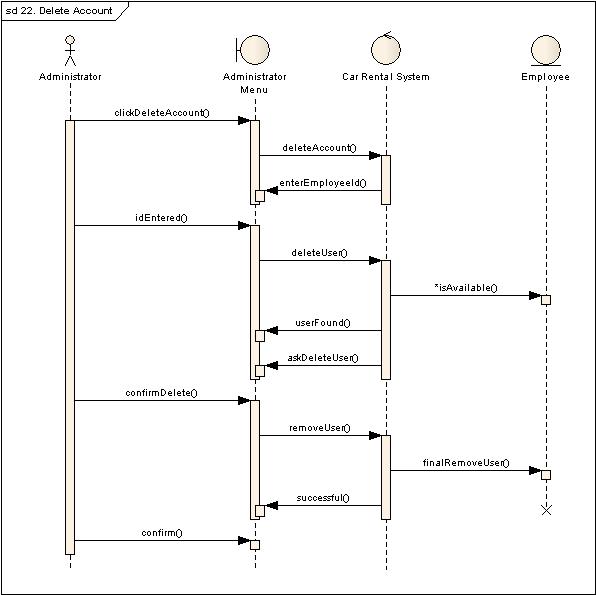 sd 22. Delete Account
Administrator
Administrator
Menu
Car Rental System
Employee
clickDeleteAccount()
deleteAccount()
enterEmployeeId()
idEntered()
deleteUser()
*isAvailable()
userFound()
askDeleteUser()
confirmDelete()
removeUser()
finalRemoveUser()
successful()
confirm()